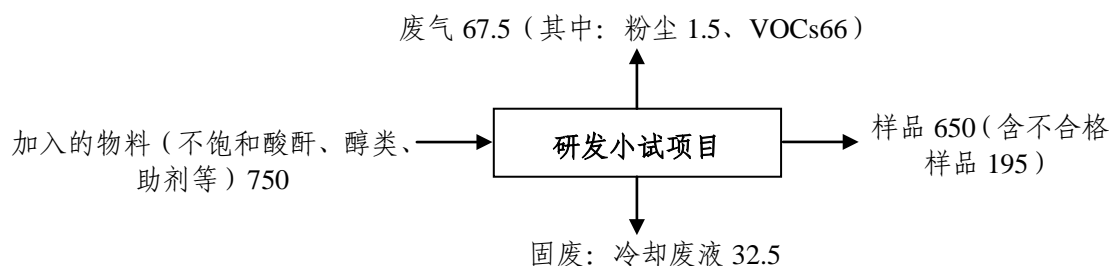 废气 67.5（其中：粉尘 1.5、VOCs66）
加入的物料（不饱和酸酐、醇类、
助剂等）750
研发小试项目
样品 650（含不合格
样品 195）
固废：冷却废液 32.5